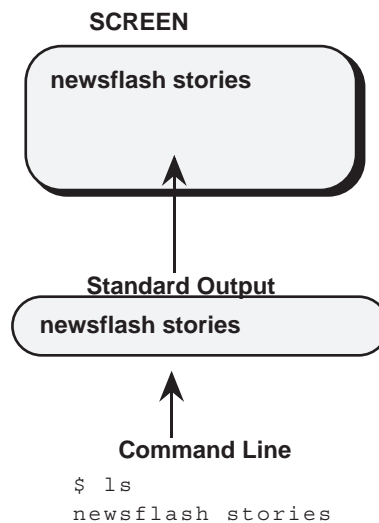 SCREEN
newsflash stories
Standard Output
newsflash stories
Command Line
$ ls
newsflash stories